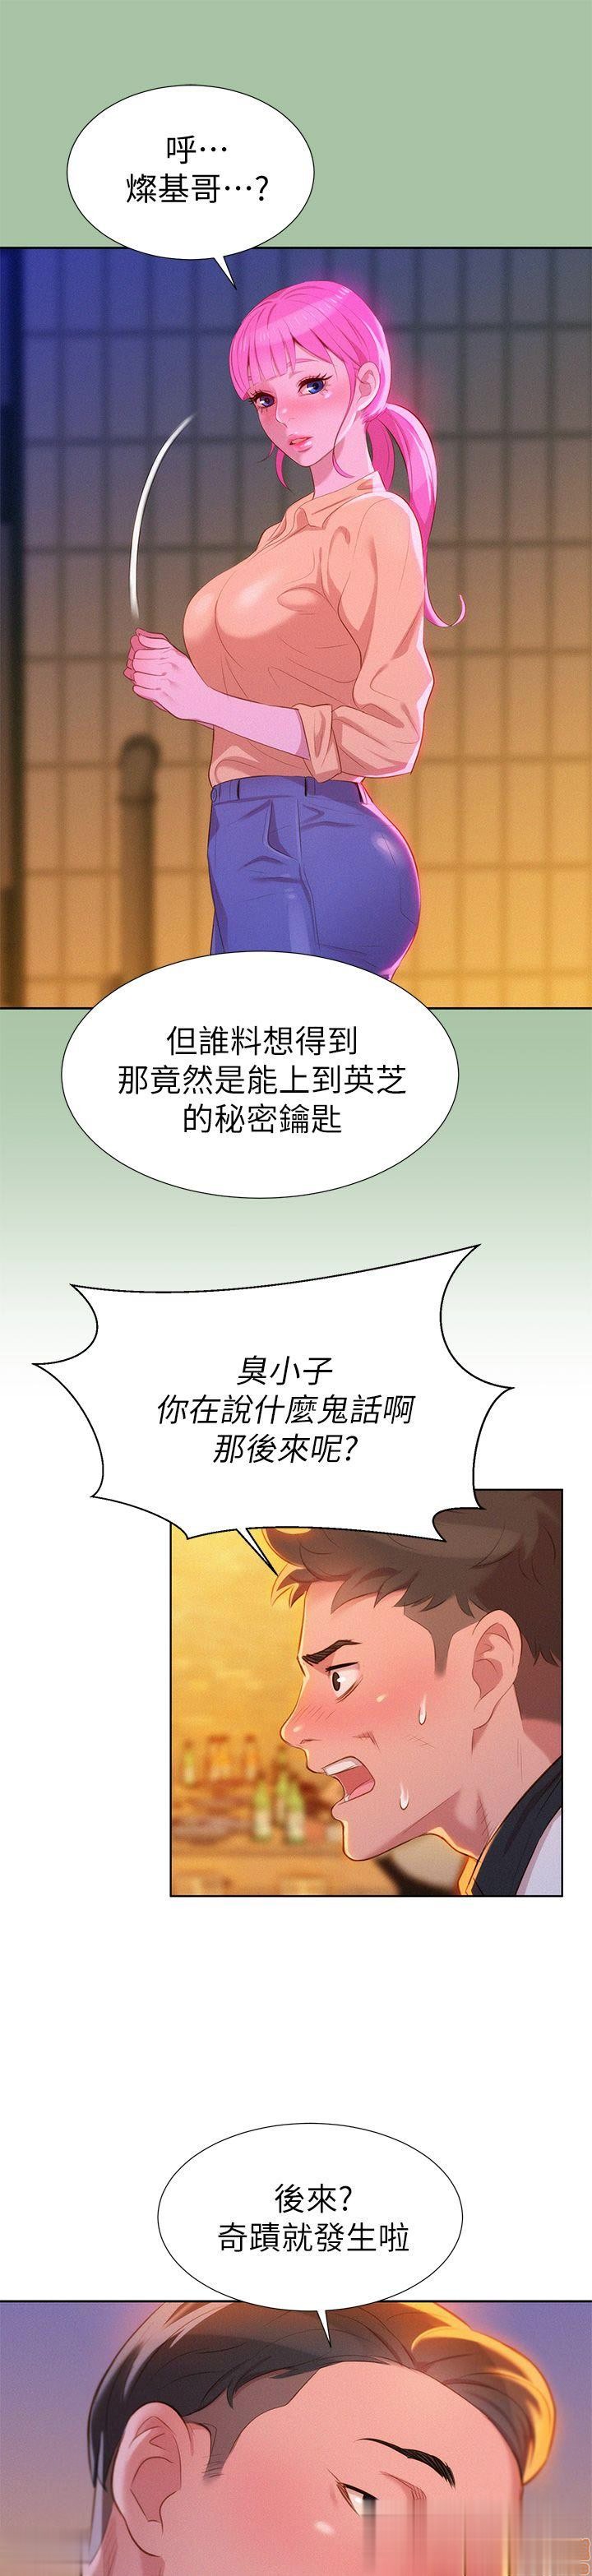 呼⋯
燦基哥⋯?
但誰料想得到
那竟然是能上到英芝
的秘密鑰匙
臭小子
你在說什麼鬼話啊
那後來呢?
後來?
奇蹟就發生啦